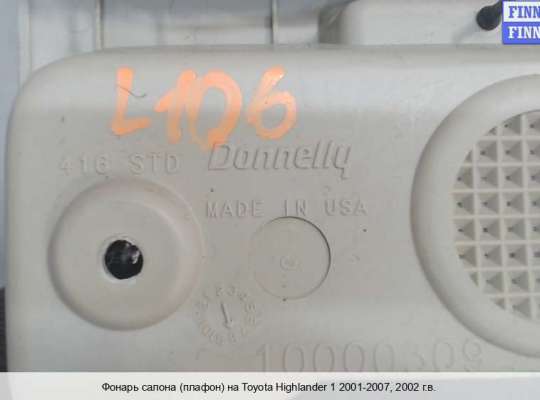 FINN
FINN
L106
416 STD Donnelly
MADE IN USA
10000309
Фонарь салона (плафон) на Toyota Highlander 1 2001-2007, 2002 г.в.